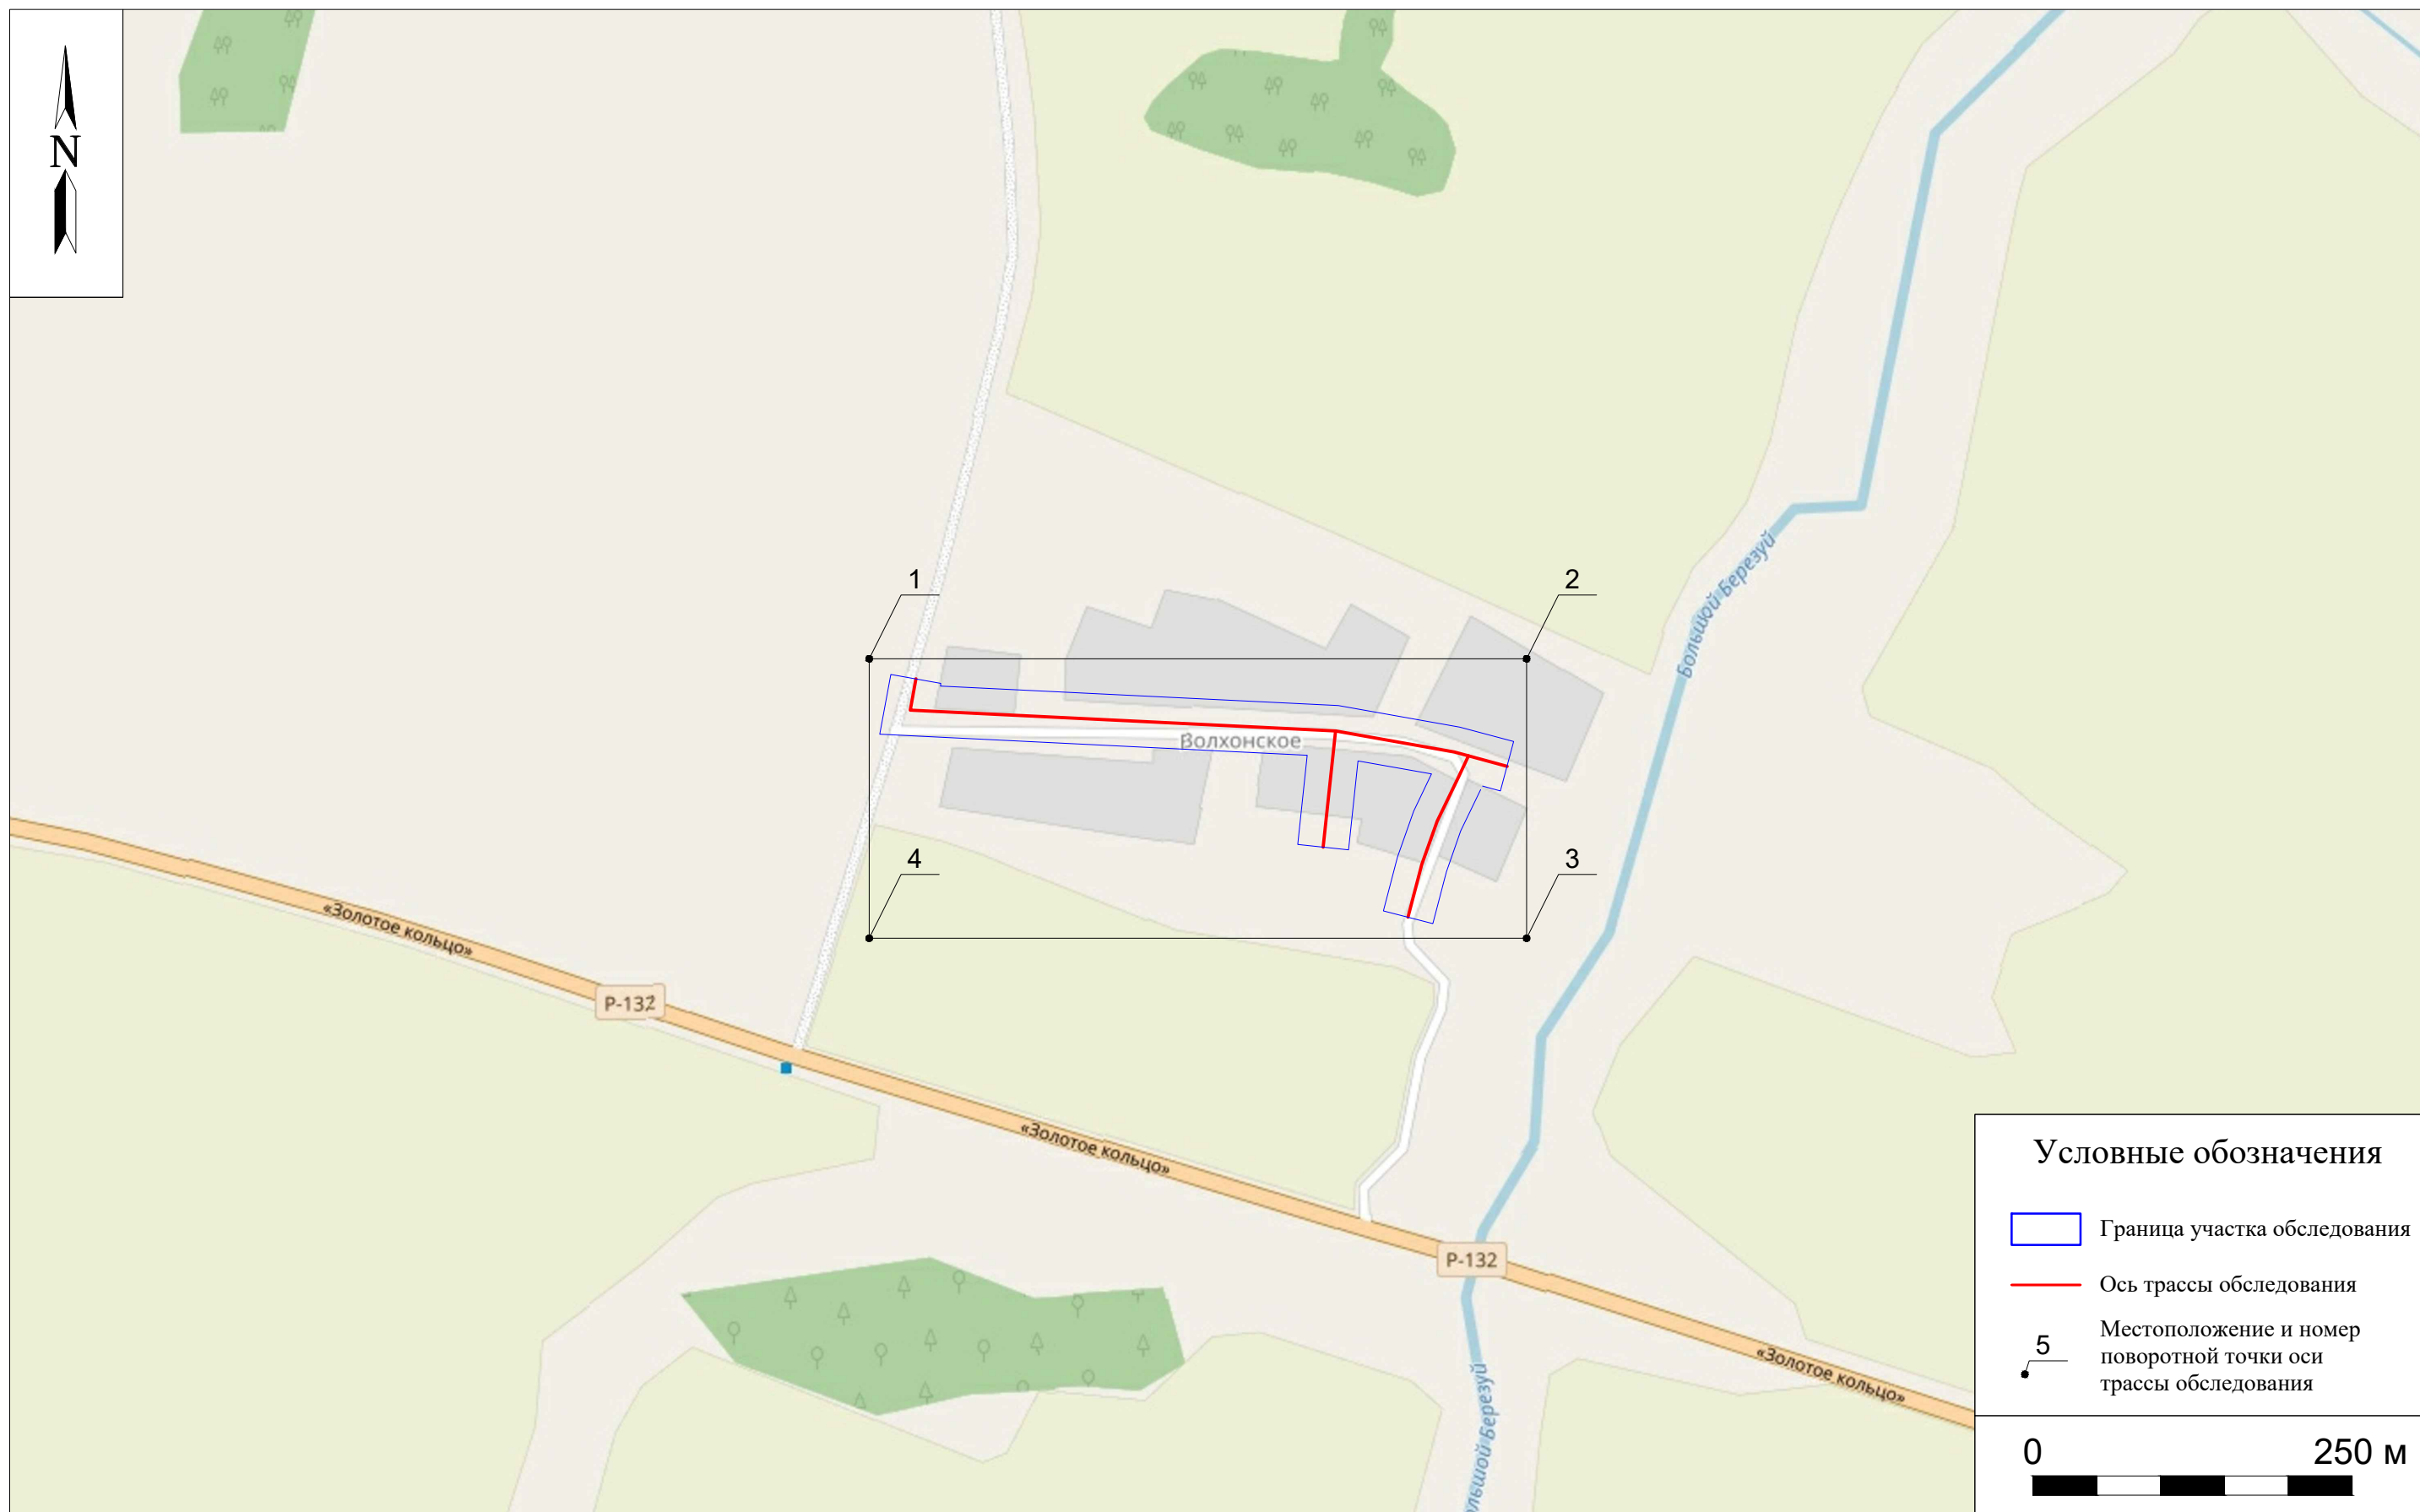 N
1
2
Большой Березуй
Волхонское
4
3
«Золотое кольцо»
Р-132
«Золотое кольцо»
Р-132
«Золотое кольцо»
Березуй
Условные обозначения
Граница участка обследования
Ось трассы обследования
5
Местоположение и номер
поворотной точки оси
трассы обследования
0
250 м